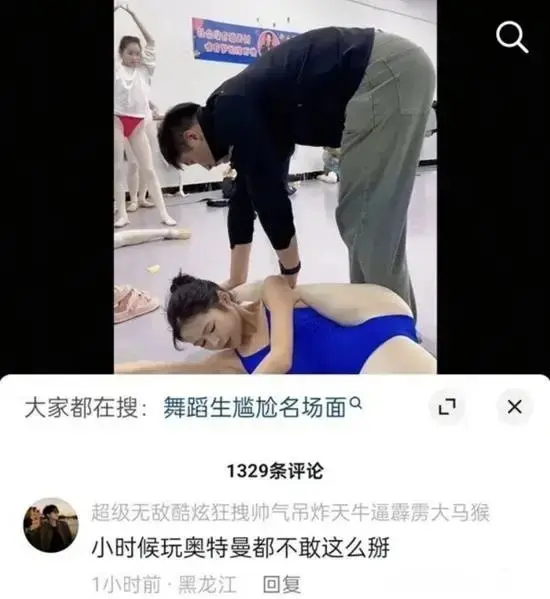 大家都在搜：舞蹈生尴尬名场面
1329条评论
超级无敌酷炫狂拽帅气吊炸天牛逼霹雳大马猴
小时候玩奥特曼都不敢这么掰
1小时前·黑龙江 回复